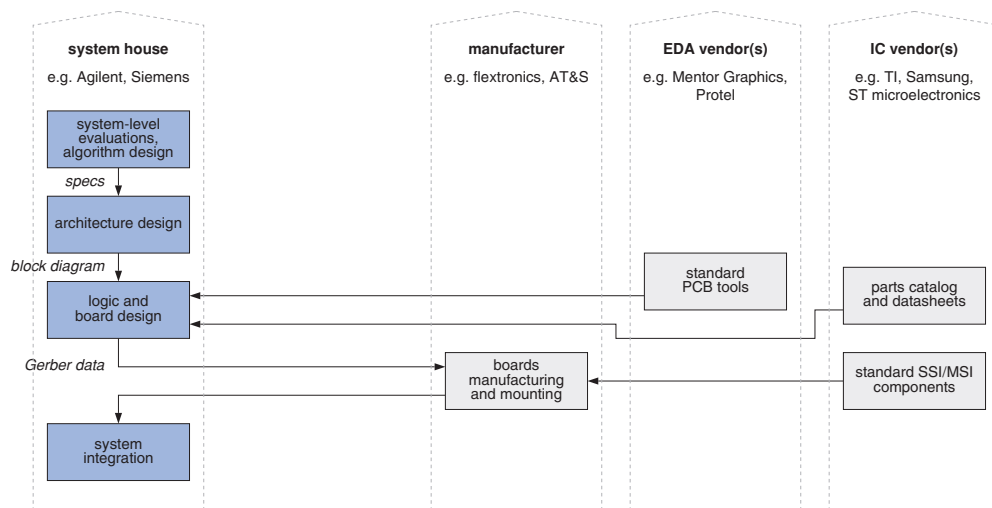 system house
e.g. Agilent, Siemens
manufacturer
e.g. flextronics, AT&S
EDA vendor(s)
e.g. Mentor Graphics,
Protel
IC vendor(s)
e.g. TI, Samsung,
ST microelectronics
system-level
evaluations,
algorithm design
specs
architecture design
block diagram
logic and
board design
standard
PCB tools
parts catalog
and datasheets
Gerber data
boards
manufacturing
and mounting
standard SSI/MSI
components
system
integration